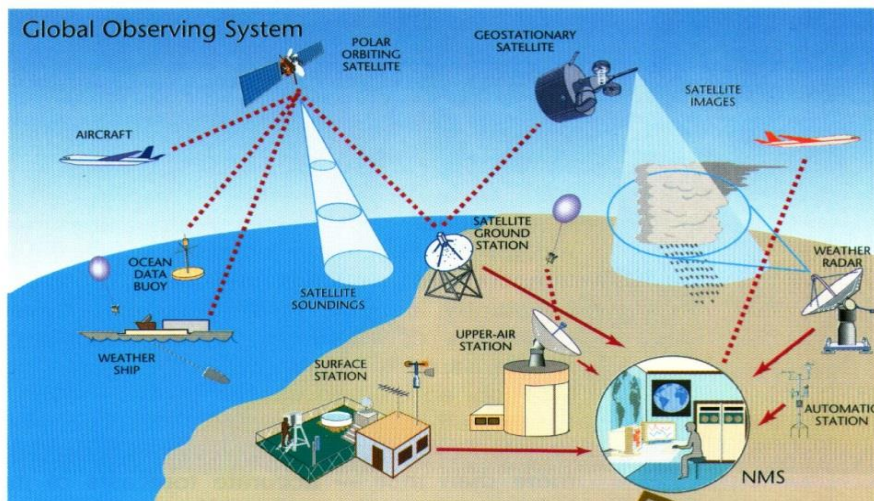 Global Observing System
POLAR
ORBITING
SATELLITE
GEOSTATIONARY
SATELLITE
SATELLITE
IMAGES
AIRCRAFT
OCEAN
DATA
BUOY
SATELLITE
GROUND
STATION
WEATHER
RADAR
SATELLITE
SOUNDINGS
WEATHER
SHIP
UPPER-AIR
STATION
SURFACE
STATION
AUTOMATIC
STATION
NMS